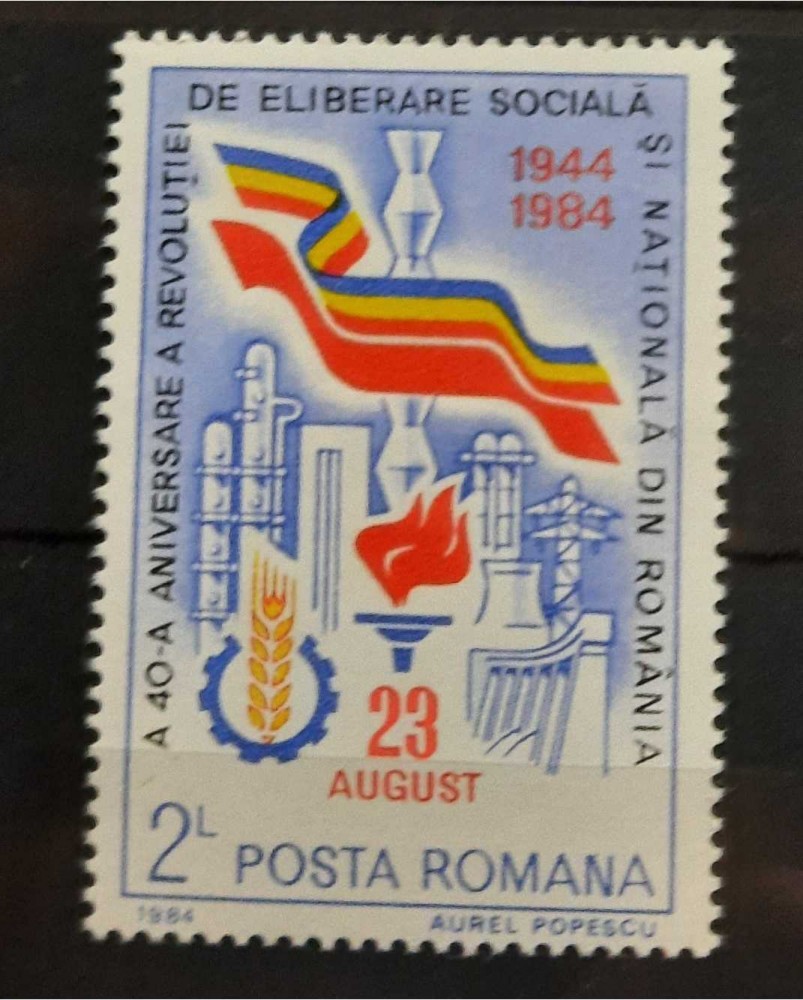 A 40-A ANIVERSARE A REVOLUȚIEI
DE ELIBERARE SOCIALĂ
ȘI NAȚIONALĂ DIN ROMÂNIA
1944
1984
23
AUGUST
2L
POSTA ROMANA
1984
AUREL POPESCU